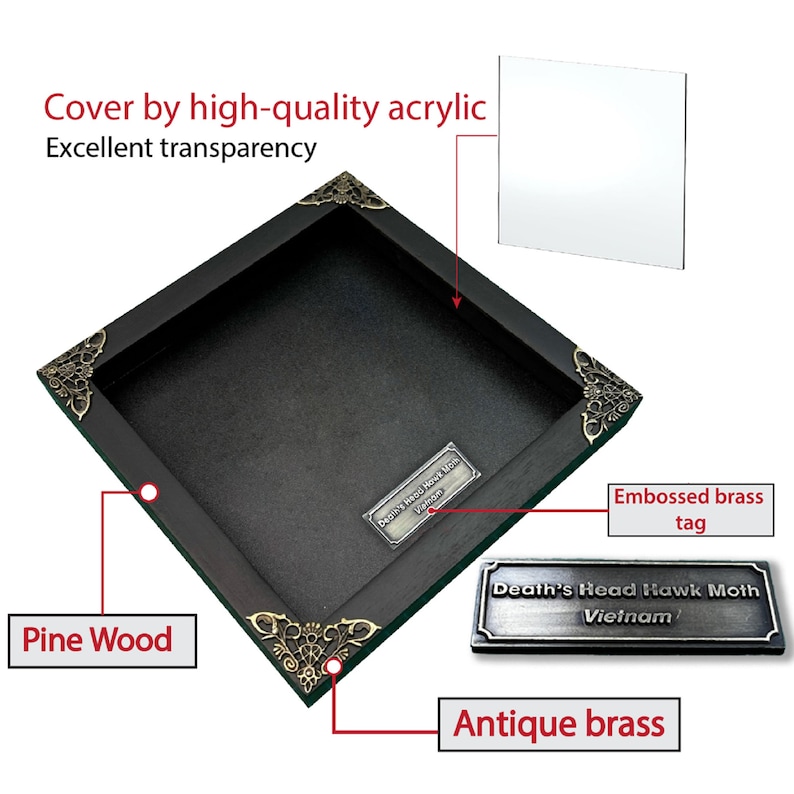 Cover by high-quality acrylic
Excellent transparency
Death's Head Hawk Moth
Vietnam
Embossed brass
tag
Death's Head Hawk Moth
Vietnam
Pine Wood
Antique brass